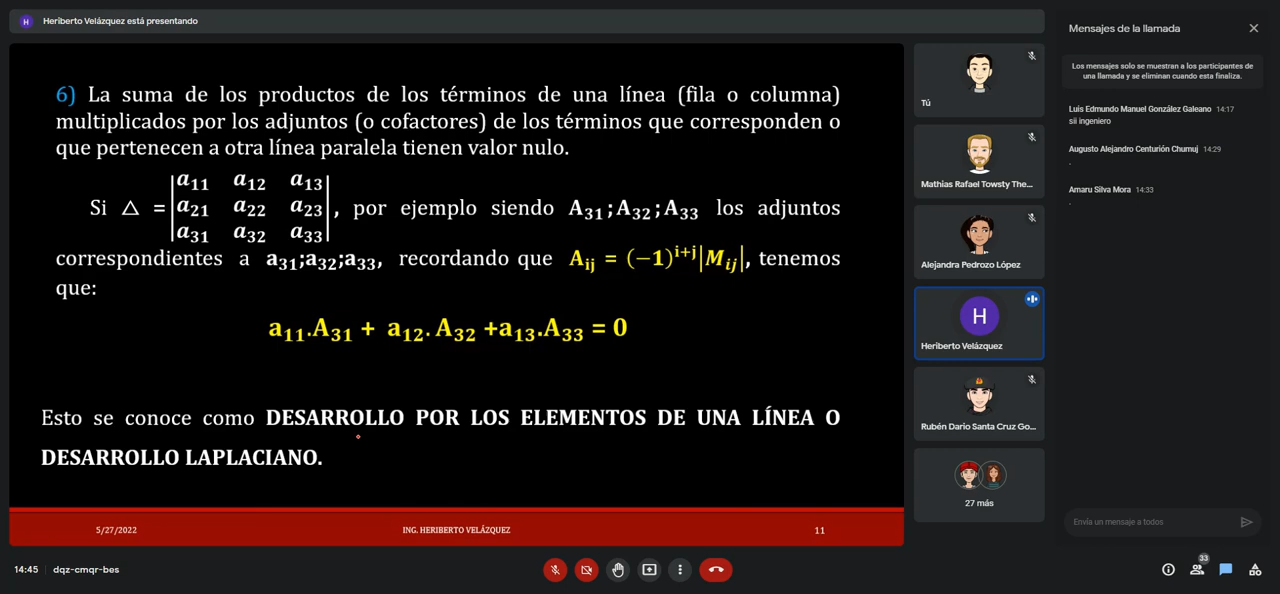 H Heriberto Velázquez está presentando
6) La suma de los productos de los términos de una línea (fila o columna)
multiplicados por los adjuntos (o cofactores) de los términos que corresponden o
que pertenecen a otra línea paralela tienen valor nulo.
a₁₁ a₁₂ a₁₃
Si △ = |a₂₁ a₂₂ a₂₃| , por ejemplo siendo A₃₁; A₃₂; A₃₃ los adjuntos
a₃₁ a₃₂ a₃₃
correspondientes a a₃₁;a₃₂;a₃₃, recordando que Aᵢⱼ = (−1)ⁱ⁺ʲ|Mᵢⱼ|, tenemos
que:
a₁₁.A₃₁ + a₁₂. A₃₂ +a₁₃.A₃₃ = 0
Esto se conoce como DESARROLLO POR LOS ELEMENTOS DE UNA LÍNEA O
DESARROLLO LAPLACIANO.
5/27/2022 ING. HERIBERTO VELÁZQUEZ 11
Tú
Mathias Rafael Towsty The...
Alejandra Pedrozo López
H
Heriberto Velázquez
Rubén Dario Santa Cruz Go...
27 más
Mensajes de la llamada
Los mensajes solo se muestran a los participantes de
una llamada y se eliminan cuando esta finaliza.
Luis Edmundo Manuel González Galeano 14:17
sii ingeniero
Augusto Alejandro Centurión Chumuj 14:29
.
Amaru Silva Mora 14:33
.
Envía un mensaje a todos
14:45 | dqz-cmqr-bes
33